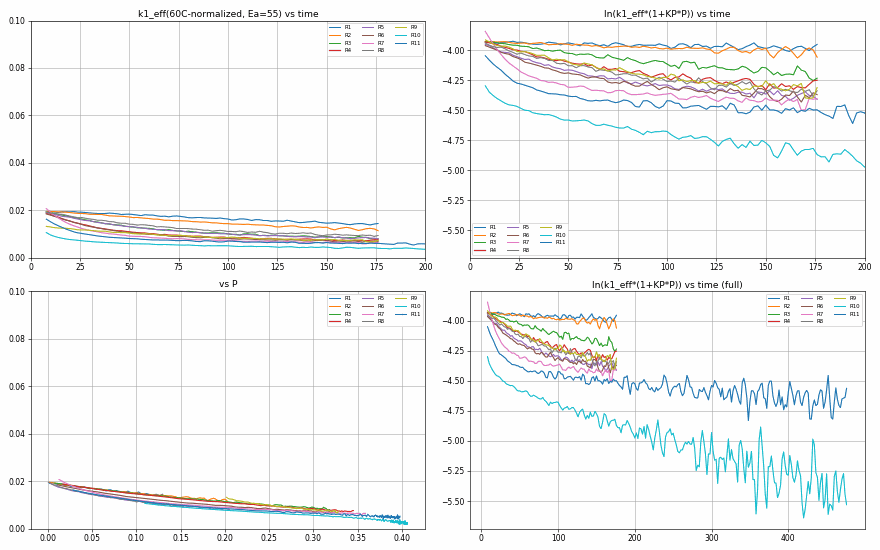 k1_eff(60C-normalized, Ea=55) vs time
0.10
0.08
0.06
0.04
0.02
0.00
0 25 50 75 100 125 150 175 200
R1 R5 R9
R2 R6 R10
R3 R7 R11
R4 R8
ln(k1_eff*(1+KP*P)) vs time
−4.00
−4.25
−4.50
−4.75
−5.00
−5.25
−5.50
0 25 50 75 100 125 150 175 200
R1 R5 R9
R2 R6 R10
R3 R7 R11
R4 R8
vs P
0.10
0.08
0.06
0.04
0.02
0.00
0.00 0.05 0.10 0.15 0.20 0.25 0.30 0.35 0.40
R1 R5 R9
R2 R6 R10
R3 R7 R11
R4 R8
ln(k1_eff*(1+KP*P)) vs time (full)
−4.00
−4.25
−4.50
−4.75
−5.00
−5.25
−5.50
0 100 200 300 400
R1 R5 R9
R2 R6 R10
R3 R7 R11
R4 R8